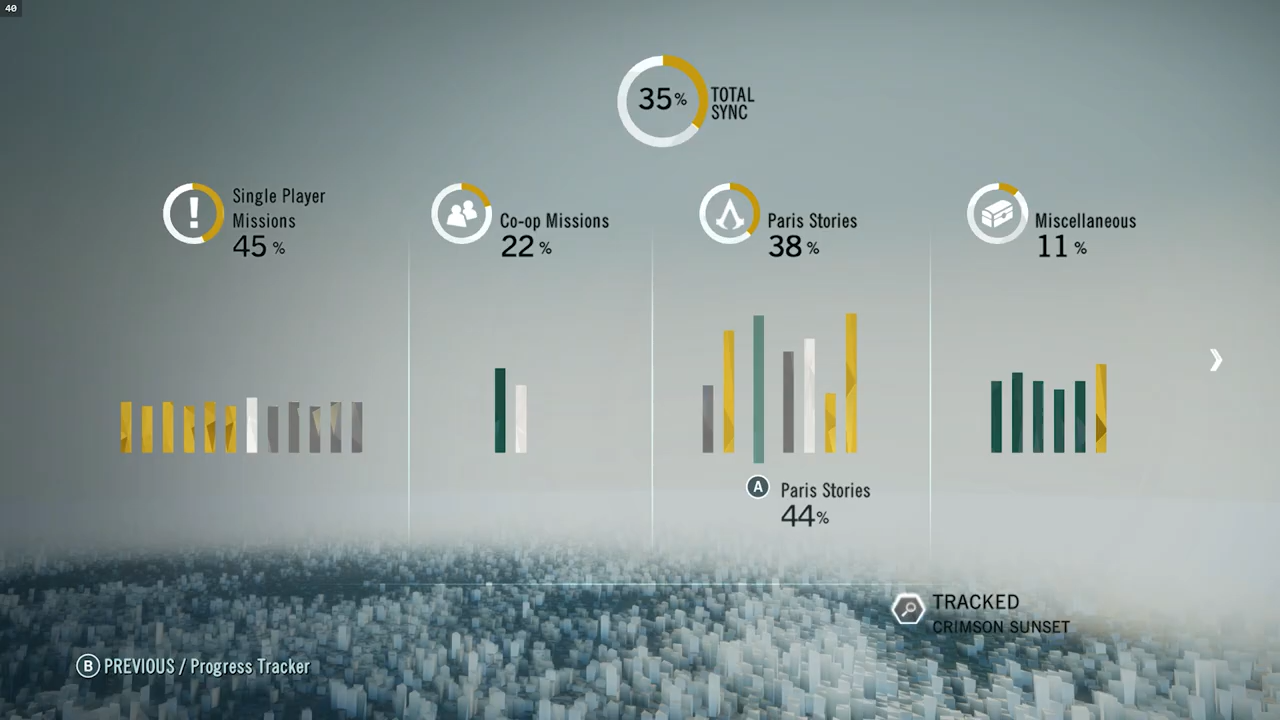 40
35%
TOTAL
SYNC
Single Player
Missions
45 %
Co-op Missions
22 %
Paris Stories
38 %
Miscellaneous
11 %
A
Paris Stories
44%
TRACKED
CRIMSON SUNSET
B PREVIOUS / Progress Tracker